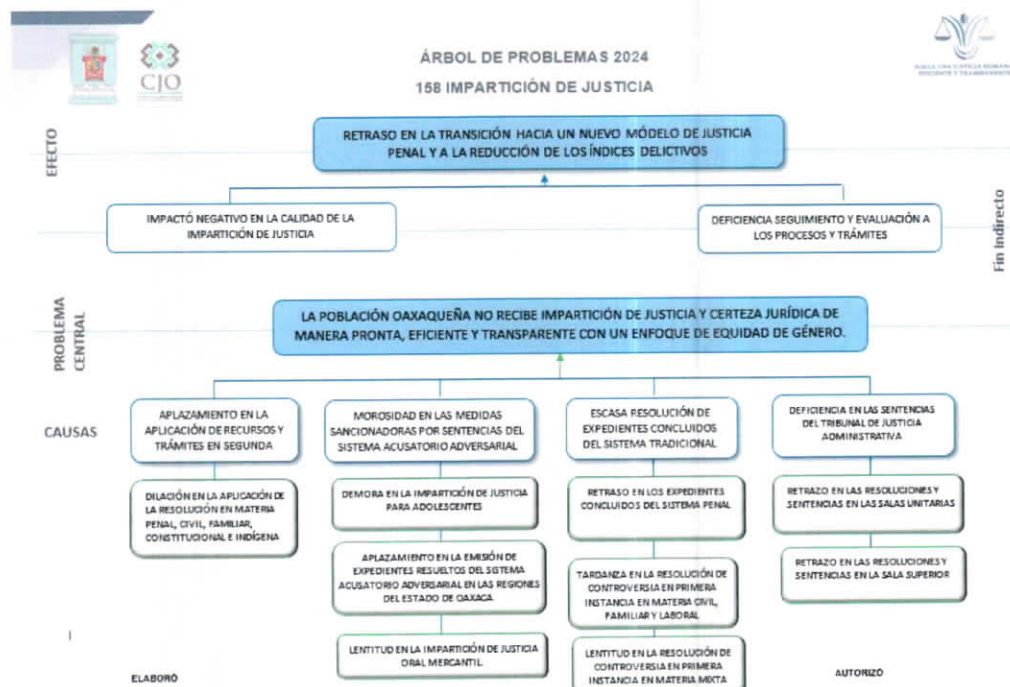 ÁRBOL DE PROBLEMAS 2024
158 IMPARTICIÓN DE JUSTICIA
CJO
HACIA UNA JUSTICIA HUMANA
EFICIENTE Y TRANSPARENTE
EFECTO
RETRASO EN LA TRANSICIÓN HACIA UN NUEVO MÓDELO DE JUSTICIA
PENAL Y A LA REDUCCIÓN DE LOS ÍNDICES DELICTIVOS
IMPACTÓ NEGATIVO EN LA CALIDAD DE LA
IMPARTICIÓN DE JUSTICIA
DEFICIENCIA SEGUIMIENTO Y EVALUACIÓN A
LOS PROCESOS Y TRÁMITES
Fin Indirecto
PROBLEMA
CENTRAL
LA POBLACIÓN OAXAQUEÑA NO RECIBE IMPARTICIÓN DE JUSTICIA Y CERTEZA JURÍDICA DE
MANERA PRONTA, EFICIENTE Y TRANSPARENTE CON UN ENFOQUE DE EQUIDAD DE GÉNERO.
CAUSAS
APLAZAMIENTO EN LA
APLICACIÓN DE RECURSOS Y
TRÁMITES EN SEGUNDA
MOROSIDAD EN LAS MEDIDAS
SANCIONADORAS POR SENTENCIAS DEL
SISTEMA ACUSATORIO ADVERSARIAL
ESCASA RESOLUCIÓN DE
EXPEDIENTES CONCLUIDOS
DEL SISTEMA TRADICIONAL
DEFICIENCIA EN LAS SENTENCIAS
DEL TRIBUNAL DE JUSTICIA
ADMINISTRATIVA
DILACIÓN EN LA APLICACIÓN DE
LA RESOLUCIÓN EN MATERIA
PENAL, CIVIL, FAMILIAR,
CONSTITUCIONAL E INDÍGENA
DEMORA EN LA IMPARTICIÓN DE JUSTICIA
PARA ADOLESCENTES
RETRASO EN LOS EXPEDIENTES
CONCLUIDOS DEL SISTEMA PENAL
RETRAZO EN LAS RESOLUCIONES Y
SENTENCIAS EN LAS SALAS UNITARIAS
APLAZAMIENTO EN LA EMISIÓN DE
EXPEDIENTES RESUELTOS DEL SISTEMA
ACUSATORIO ADVERSARIAL EN LAS REGIONES
DEL ESTADO DE OAXACA.
TARDANZA EN LA RESOLUCIÓN DE
CONTROVERSIA EN PRIMERA
INSTANCIA EN MATERIA CIVIL,
FAMILIAR Y LABORAL
RETRAZO EN LAS RESOLUCIONES Y
SENTENCIAS EN LA SALA SUPERIOR
LENTITUD EN LA IMPARTICIÓN DE JUSTICIA
ORAL MERCANTIL.
LENTITUD EN LA RESOLUCIÓN DE
CONTROVERSIA EN PRIMERA
INSTANCIA EN MATERIA MIXTA
ELABORÓ
AUTORIZÓ